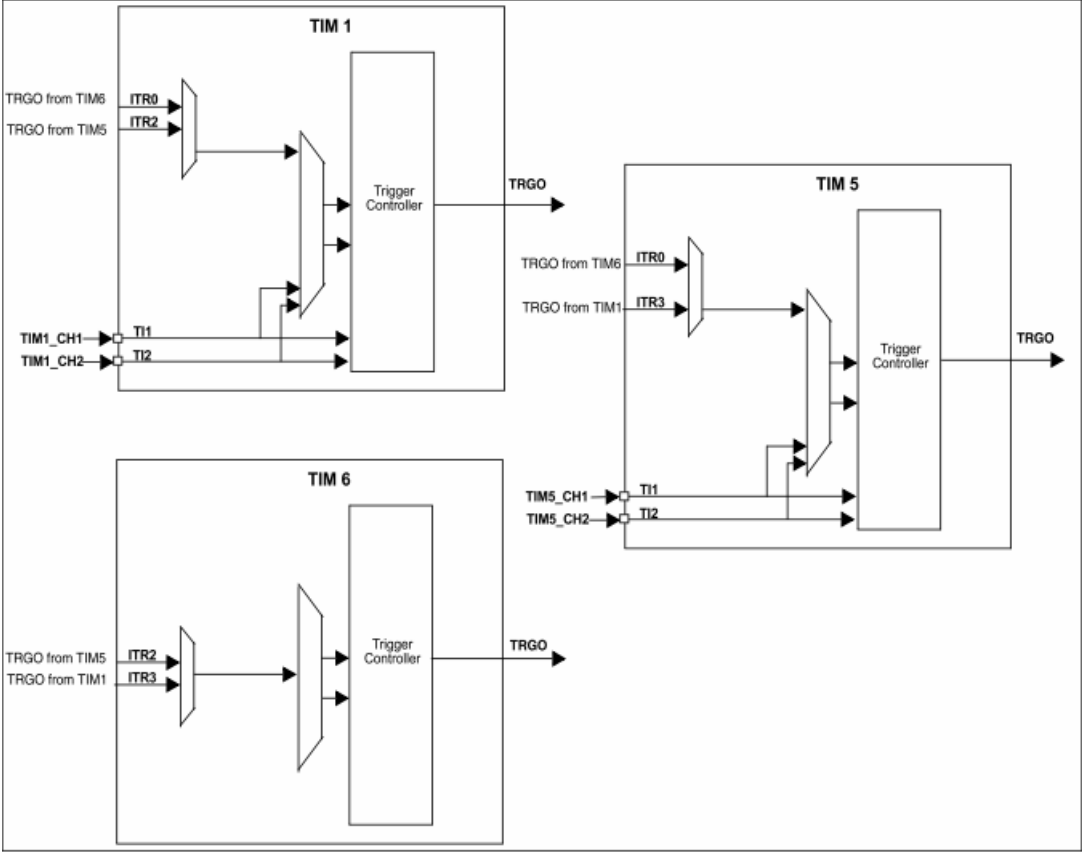 TIM 1
TRGO from TIM6
ITR0
TRGO from TIM5
ITR2
Trigger
Controller
TRGO
TIM1_CH1
TI1
TIM1_CH2
TI2
TIM 5
TRGO from TIM6
ITR0
TRGO from TIM1
ITR3
Trigger
Controller
TRGO
TIM5_CH1
TI1
TIM5_CH2
TI2
TIM 6
TRGO from TIM5
ITR2
TRGO from TIM1
ITR3
Trigger
Controller
TRGO